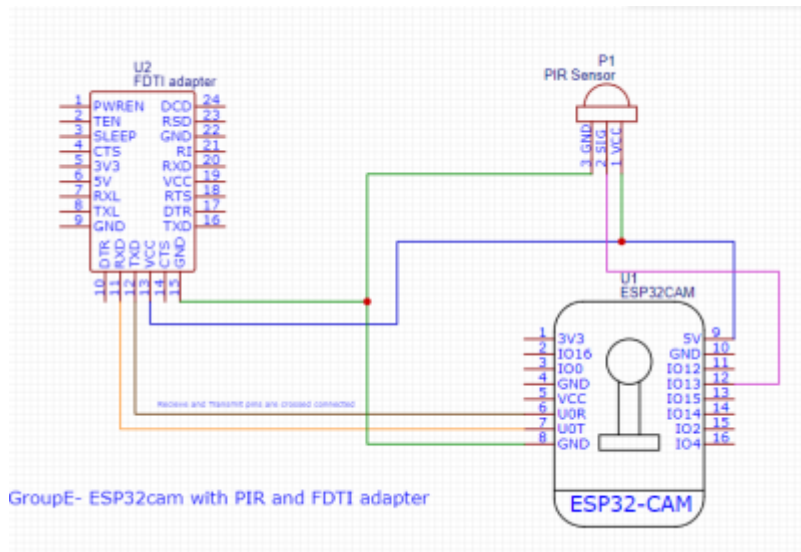 U2
FDTI adapter
1 PWREN DCD 24
2 TEN RSD 23
3 SLEEP GND 22
4 CTS RI 21
5 3V3 RXD 20
6 5V VCC 19
7 RXL RTS 18
8 TXL DTR 17
9 GND TXD 16
DTR RXD TXD VCC CTS GND
10 11 12 13 14 15
P1
PIR Sensor
GND SIG VCC
3 2 1
U1
ESP32CAM
1 3V3 5V 9
2 IO16 GND 10
3 IO0 IO12 11
4 GND IO13 12
5 VCC IO15 13
6 U0R IO14 14
7 U0T IO2 15
8 GND IO4 16
Recieve and Transmit pins are crossed connected
GroupE- ESP32cam with PIR and FDTI adapter
ESP32-CAM